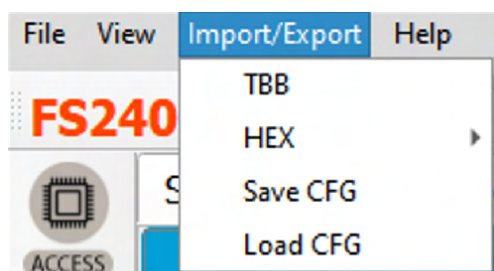 File View Import/Export Help
TBB
FS240
HEX
S
Save CFG
Load CFG
ACCESS